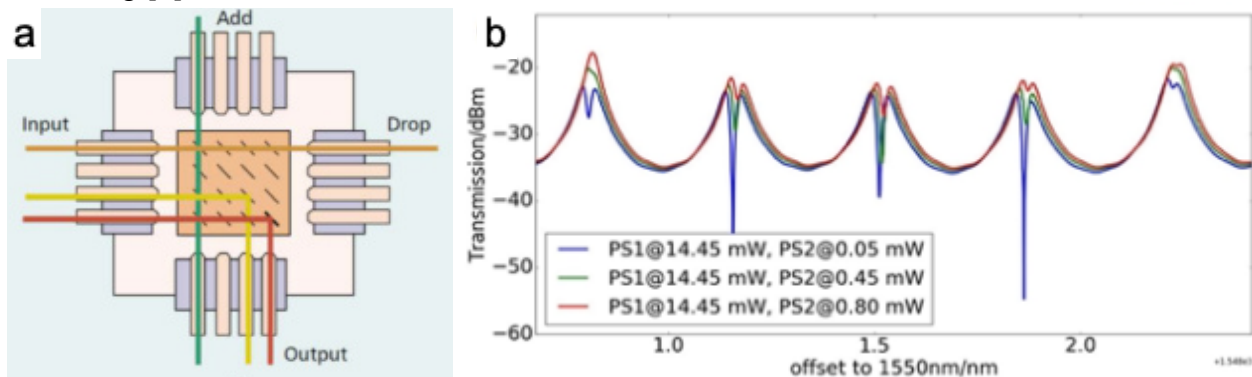 a
Add
Input
Drop
Output
b
Transmission/dBm
−20
−30
−40
−50
−60
PS1@14.45 mW, PS2@0.05 mW
PS1@14.45 mW, PS2@0.45 mW
PS1@14.45 mW, PS2@0.80 mW
1.0
1.5
2.0
offset to 1550nm/nm